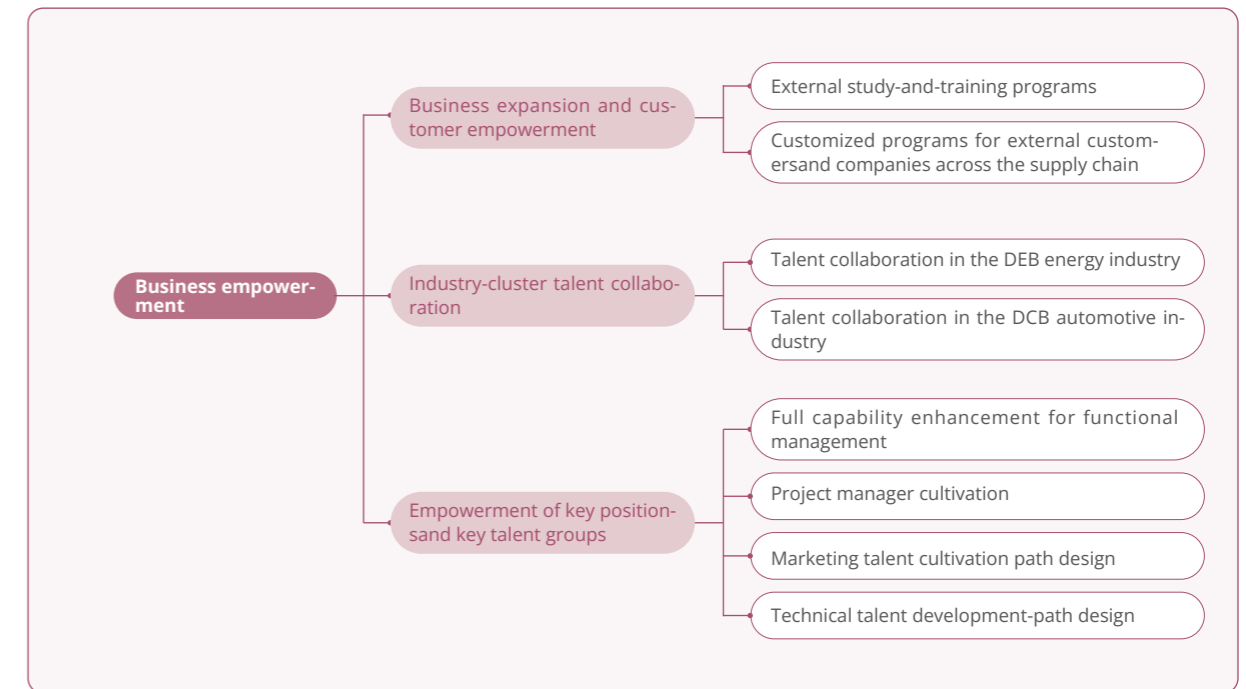 Business empower-
ment
Business expansion and cus-
tomer empowerment
External study-and-training programs
Customized programs for external custom-
ersand companies across the supply chain
Industry-cluster talent collabo-
ration
Talent collaboration in the DEB energy industry
Talent collaboration in the DCB automotive in-
dustry
Empowerment of key position-
sand key talent groups
Full capability enhancement for functional
management
Project manager cultivation
Marketing talent cultivation path design
Technical talent development-path design